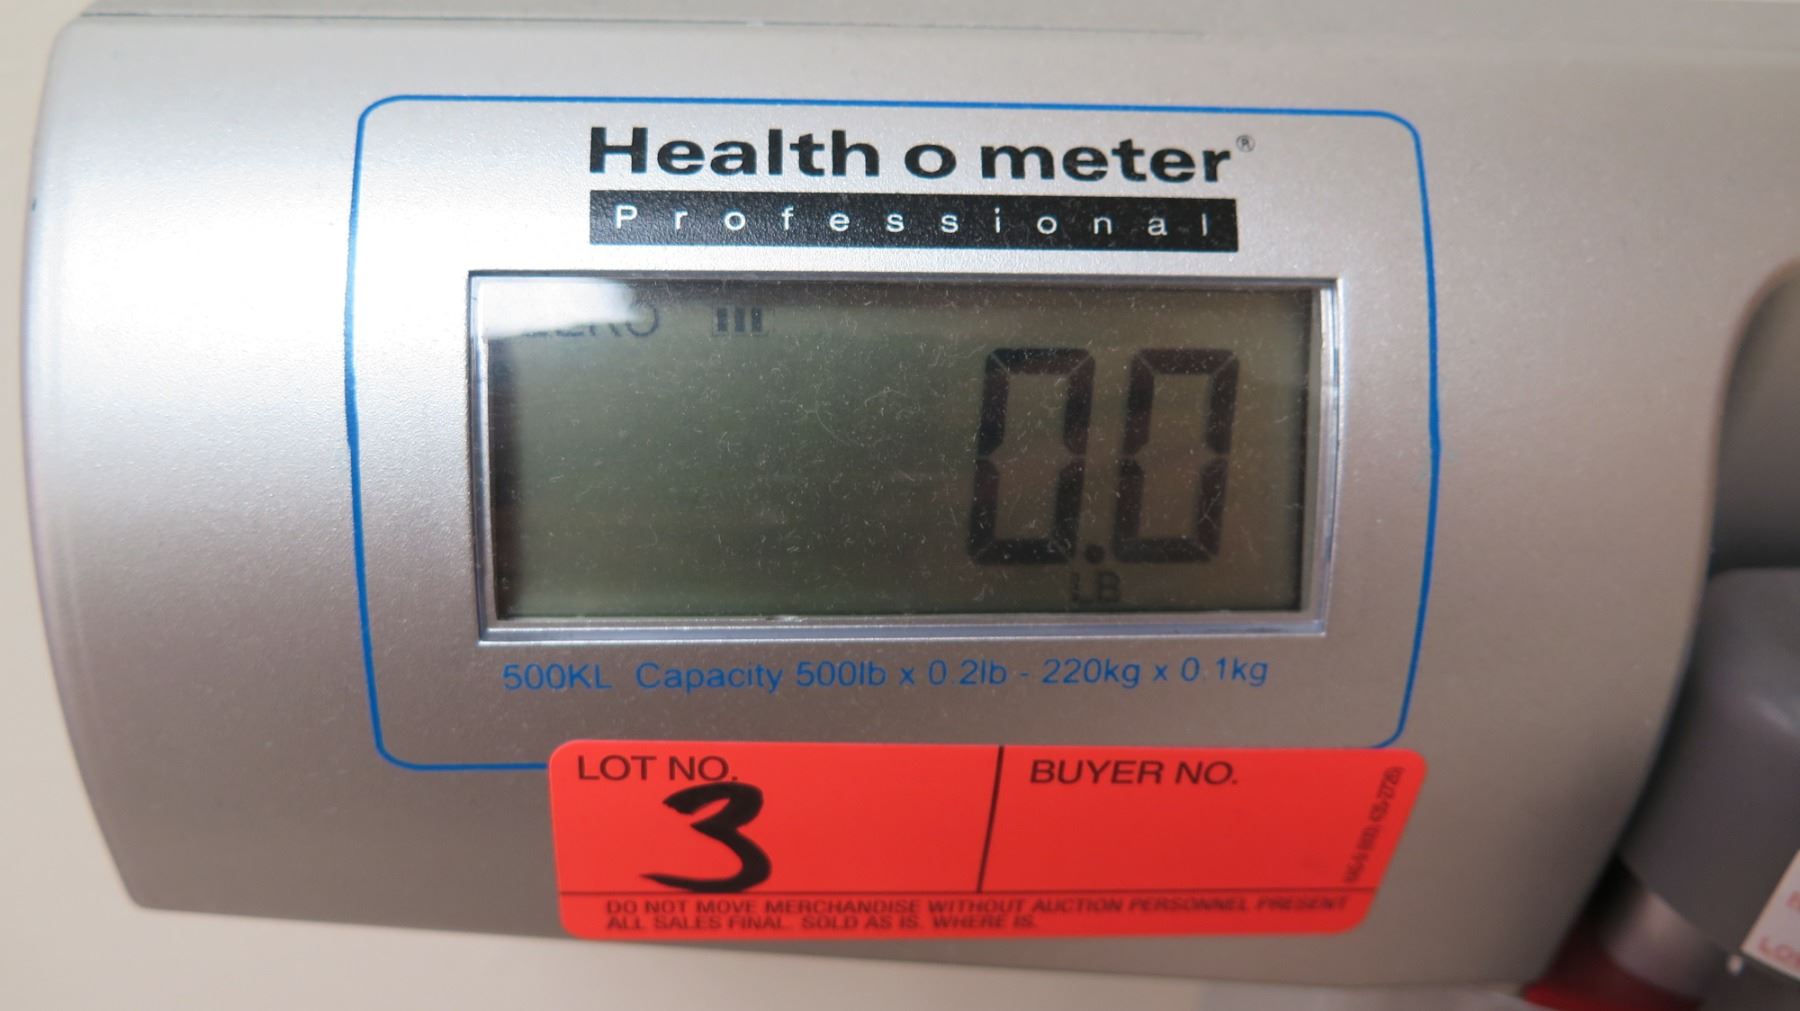 Health o meter®
Professional
ZERO
0.0
LB
500KL Capacity 500lb x 0.2lb - 220kg x 0.1kg
LOT NO.
3
BUYER NO.
DO NOT MOVE MERCHANDISE WITHOUT AUCTION PERSONNEL PRESENT
ALL SALES FINAL. SOLD AS IS. WHERE IS.